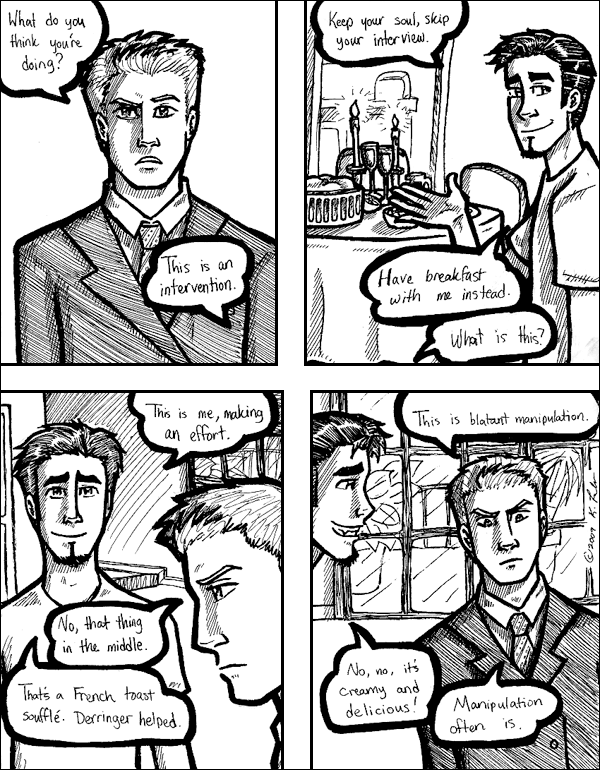 What do you
think you're
doing?
This is an
intervention.
Keep your soul, skip
your interview.
Have breakfast
with me instead.
What is this?
This is me, making
an effort.
No, that thing
in the middle.
That's a French toast
soufflé. Derringer helped.
This is blatant manipulation.
No, no, it's
creamy and
delicious!
Manipulation
often is.